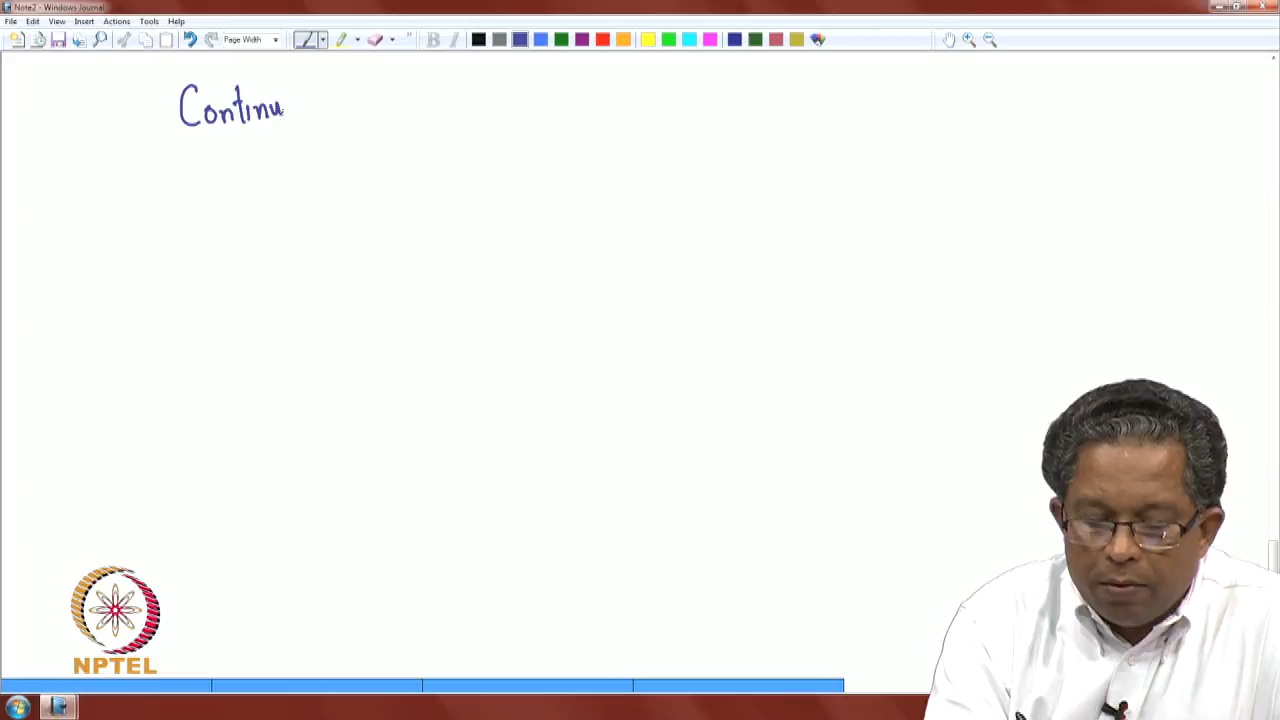 Note2 - Windows Journal
File Edit View Insert Actions Tools Help
Page Width
B I
Continu
NPTEL